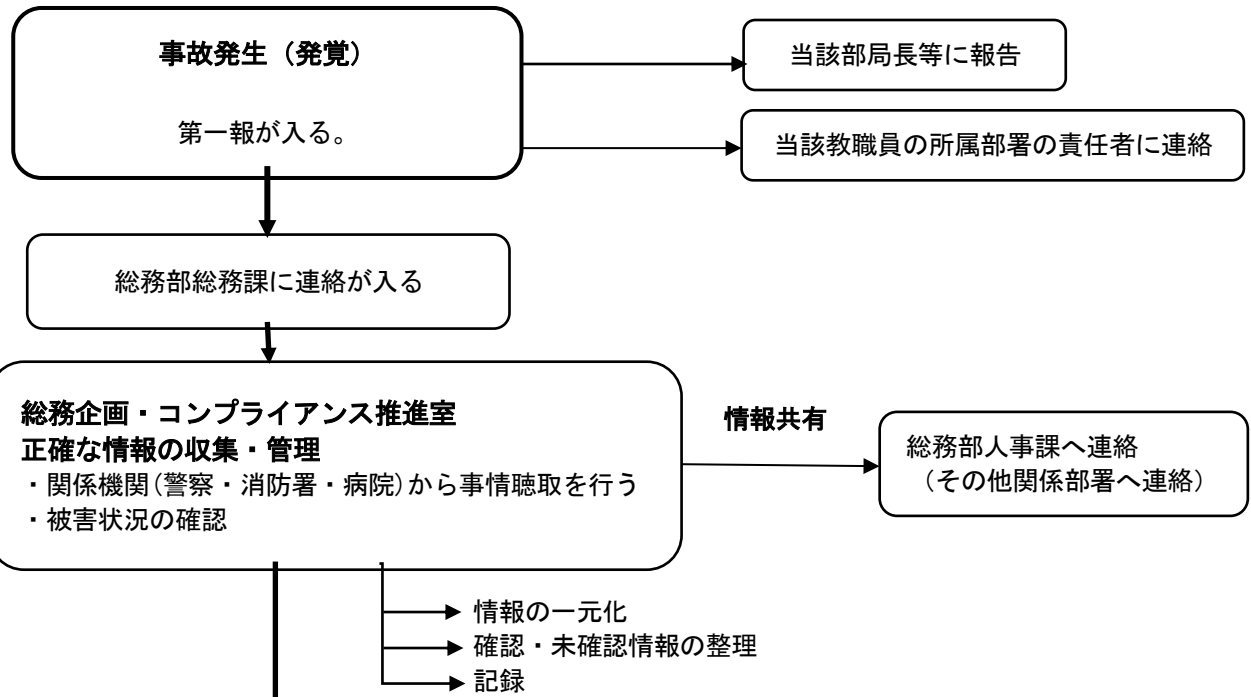 事故発生（発覚）
第一報が入る。
当該部局長等に報告
当該教職員の所属部署の責任者に連絡
総務部総務課に連絡が入る
総務企画・コンプライアンス推進室
正確な情報の収集・管理
・関係機関(警察・消防署・病院)から事情聴取を行う
・被害状況の確認
情報共有
総務部人事課へ連絡
（その他関係部署へ連絡）
情報の一元化
確認・未確認情報の整理
記録